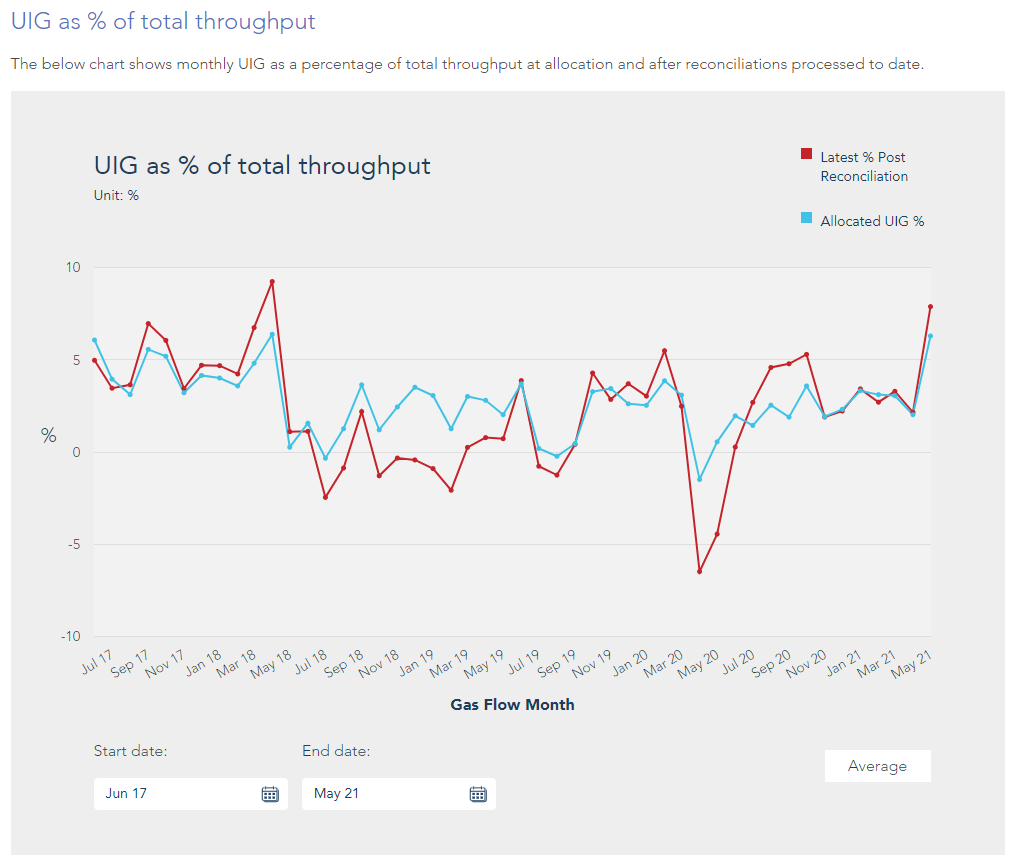 UIG as % of total throughput
The below chart shows monthly UIG as a percentage of total throughput at allocation and after reconciliations processed to date.
UIG as % of total throughput
Unit: %
Latest % Post
Reconciliation
Allocated UIG %
10
5
%
0
-5
-10
Jul 17 Sep 17 Nov 17 Jan 18 Mar 18 May 18 Jul 18 Sep 18 Nov 18 Jan 19 Mar 19 May 19 Jul 19 Sep 19 Nov 19 Jan 20 Mar 20 May 20 Jul 20 Sep 20 Nov 20 Jan 21 Mar 21 May 21
Gas Flow Month
Start date: End date:
Average
Jun 17 May 21